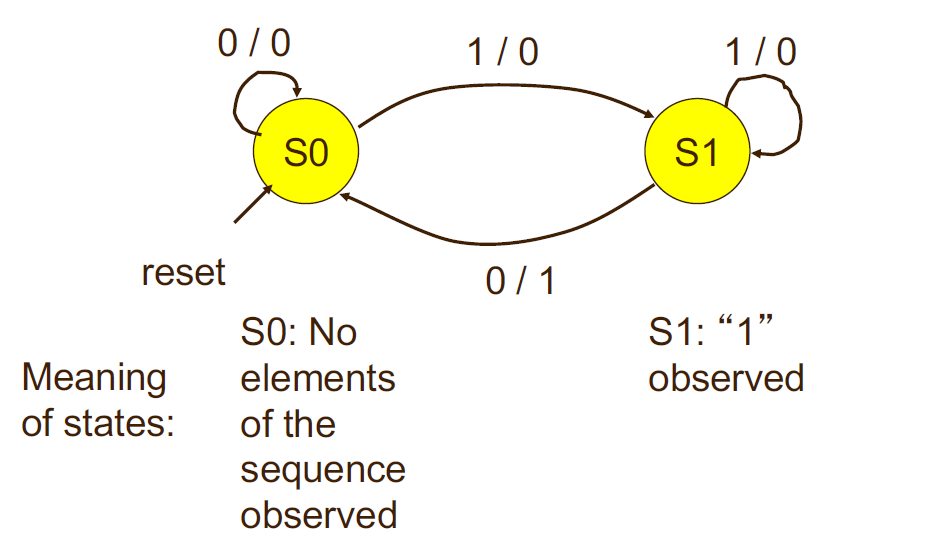 0 / 0
1 / 0
1 / 0
S0
S1
reset
0 / 1
Meaning
of states:
S0: No
elements
of the
sequence
observed
S1: “1”
observed